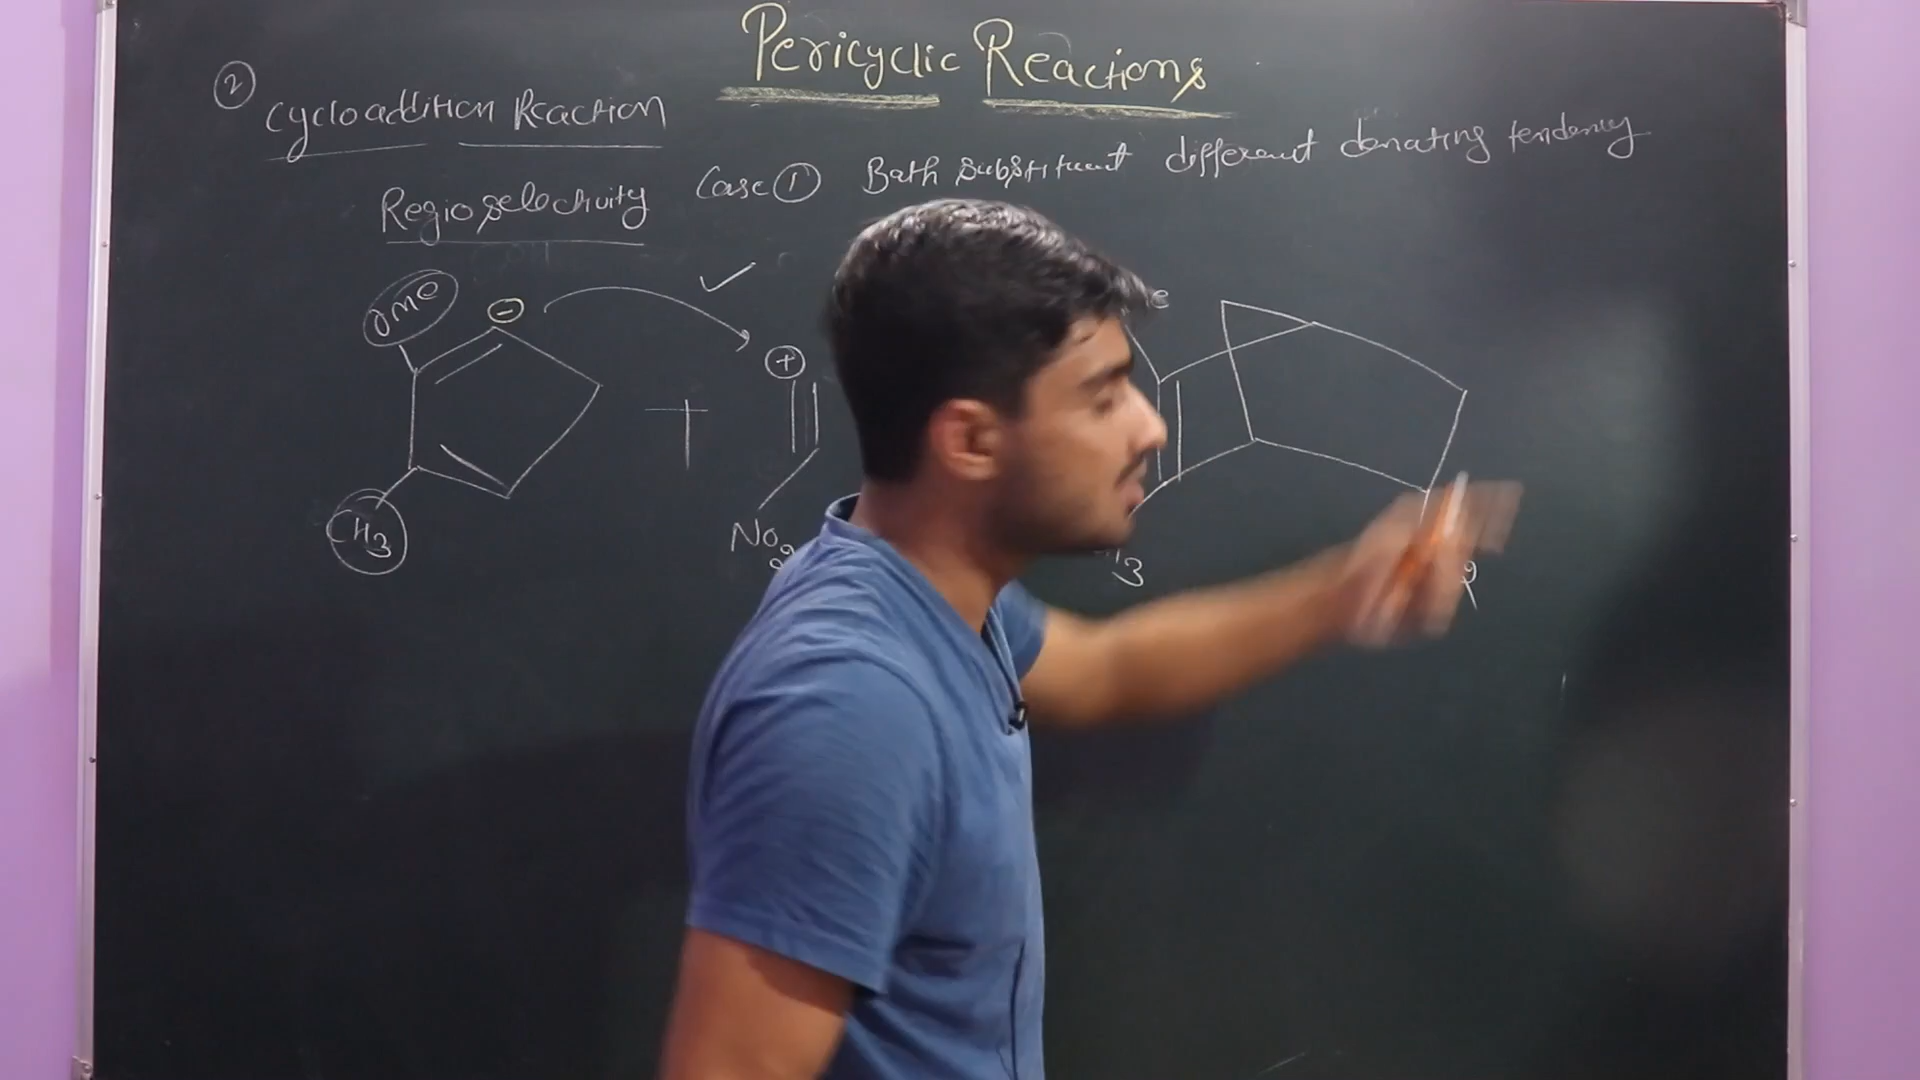 Pericyclic Reactions
② Cycloaddition Reaction
Regioselectivity Case ① Both substituent different donating tendency
OMe ⊖
⊕
+
CH3
NO2